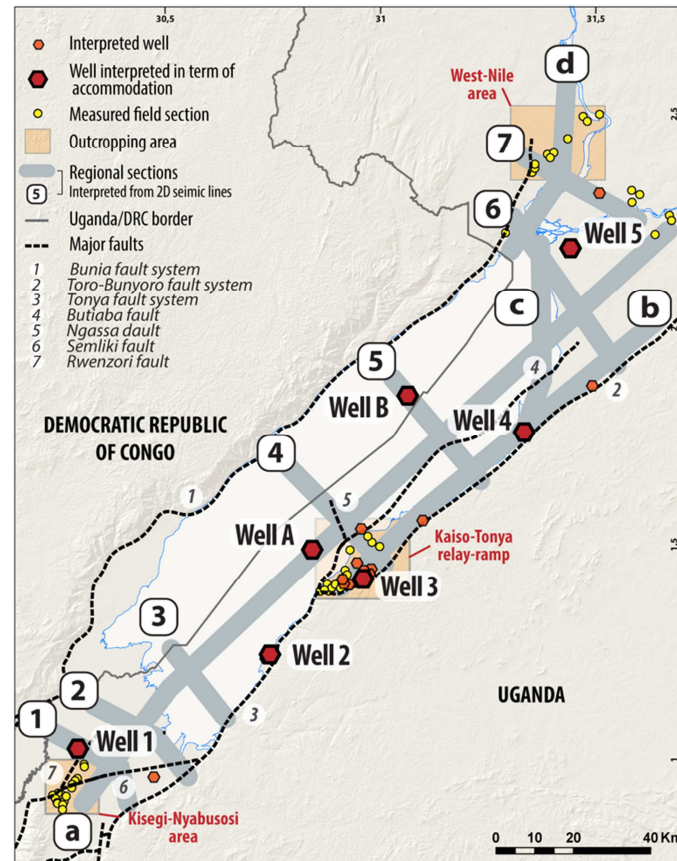 30,5
31
31,5
Interpreted well
Well interpreted in term of
accommodation
Measured field section
Outcropping area
Regional sections
5 Interpreted from 2D seimic lines
Uganda/DRC border
Major faults
1 Bunia fault system
2 Toro-Bunyoro fault system
3 Tonya fault system
4 Butiaba fault
5 Ngassa dault
6 Semliki fault
7 Rwenzori fault
West-Nile
area
d
2,5
7
6
Well 5
c
b
2
5
Well B
4
2
Well 4
DEMOCRATIC REPUBLIC
OF CONGO
4
1
5
Well A
Kaiso-Tonya
relay-ramp
1,5
Well 3
3
Well 2
UGANDA
2
1
3
Well 1
1
7
6
a
Kisegi-Nyabusosi
area
0 5 10 20 40 Km